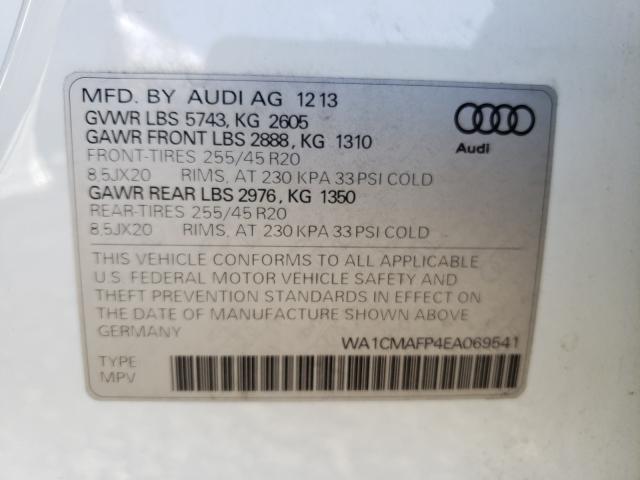 MFD. BY AUDI AG 12 13
GVWR LBS 5743, KG 2605
GAWR FRONT LBS 2888, KG 1310
FRONT-TIRES 255/45 R20
8,5JX20 RIMS, AT 230 KPA 33 PSI COLD
GAWR REAR LBS 2976, KG 1350
REAR-TIRES 255/45 R20
8,5JX20 RIMS, AT 230 KPA 33 PSI COLD
Audi
THIS VEHICLE CONFORMS TO ALL APPLICABLE
U.S. FEDERAL MOTOR VEHICLE SAFETY AND
THEFT PREVENTION STANDARDS IN EFFECT ON
THE DATE OF MANUFACTURE SHOWN ABOVE
GERMANY
WA1CMAFP4EA069541
TYPE
MPV